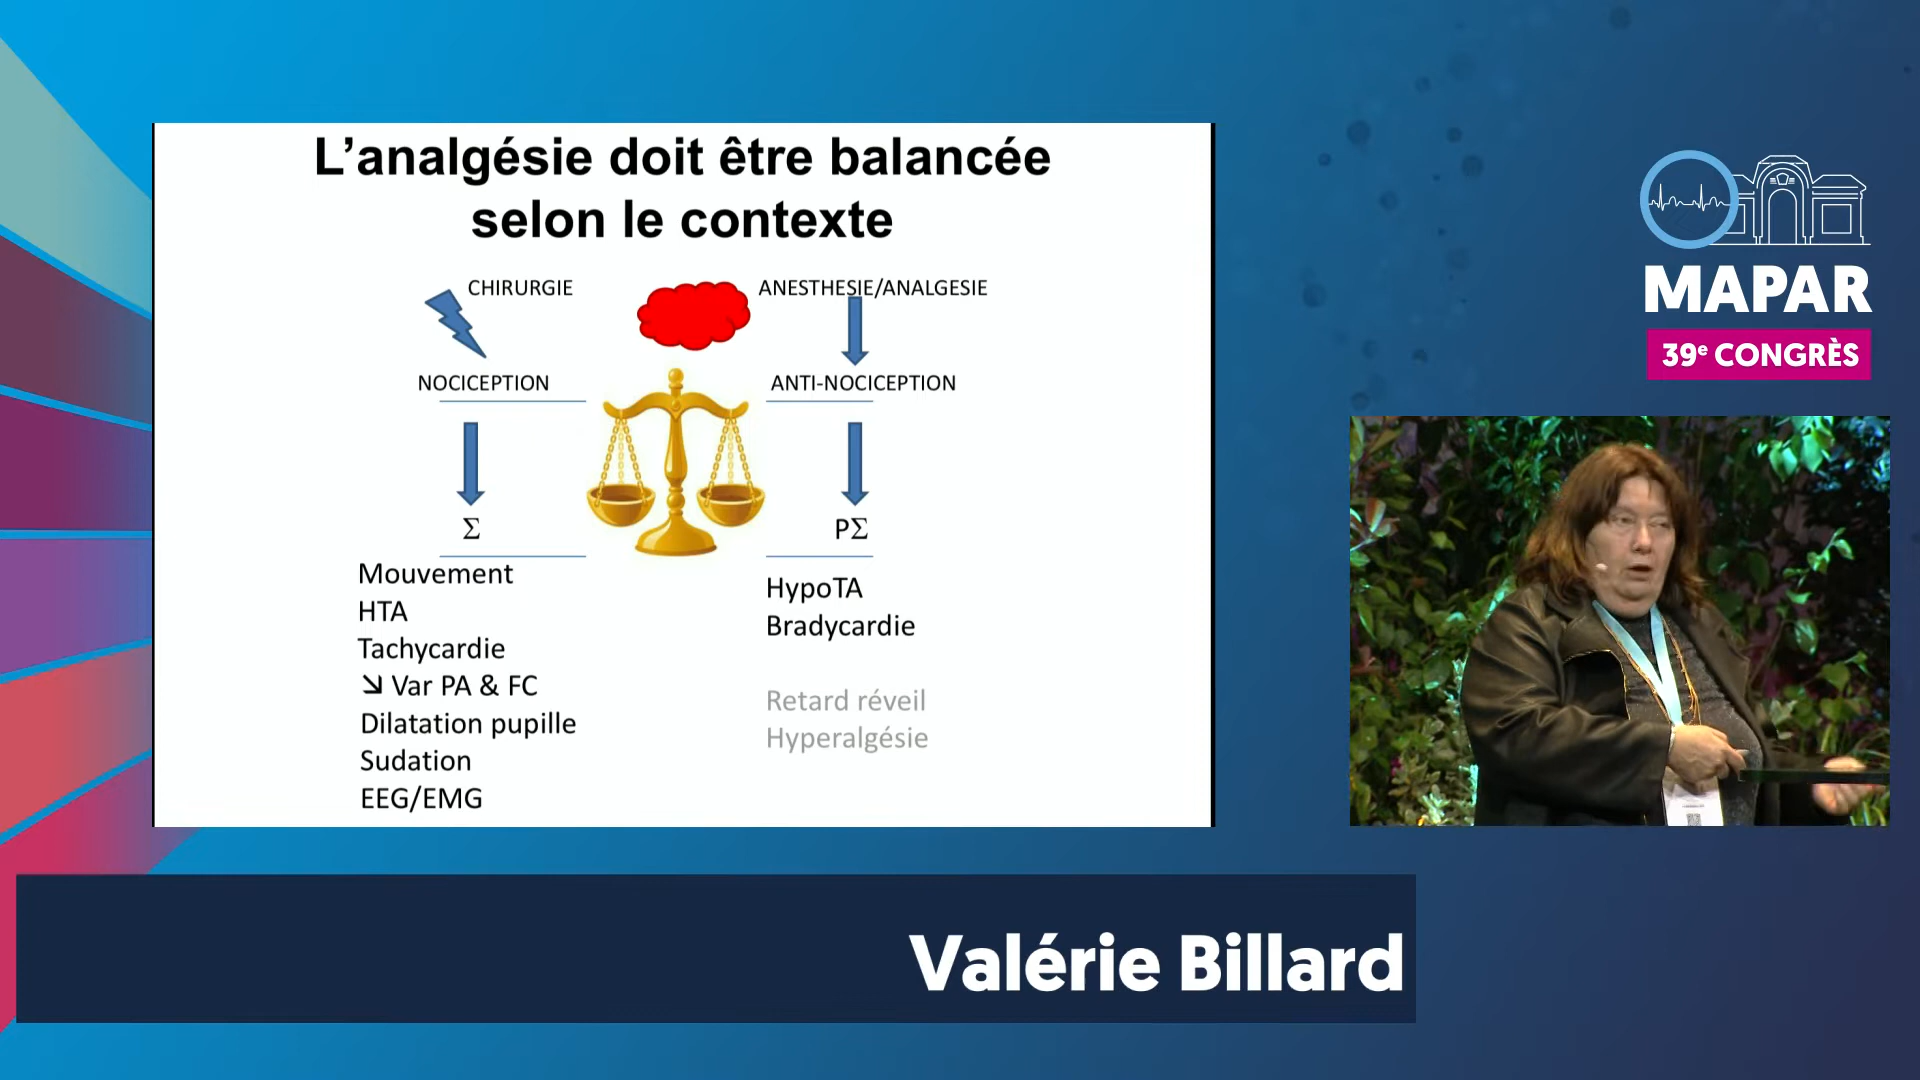 L’analgésie doit être balancée
selon le contexte
CHIRURGIE
ANESTHESIE/ANALGESIE
NOCICEPTION
ANTI-NOCICEPTION
Σ
PΣ
Mouvement
HTA
Tachycardie
↘ Var PA & FC
Dilatation pupille
Sudation
EEG/EMG
HypoTA
Bradycardie
Retard réveil
Hyperalgésie
MAPAR
39e CONGRÈS
Valérie Billard